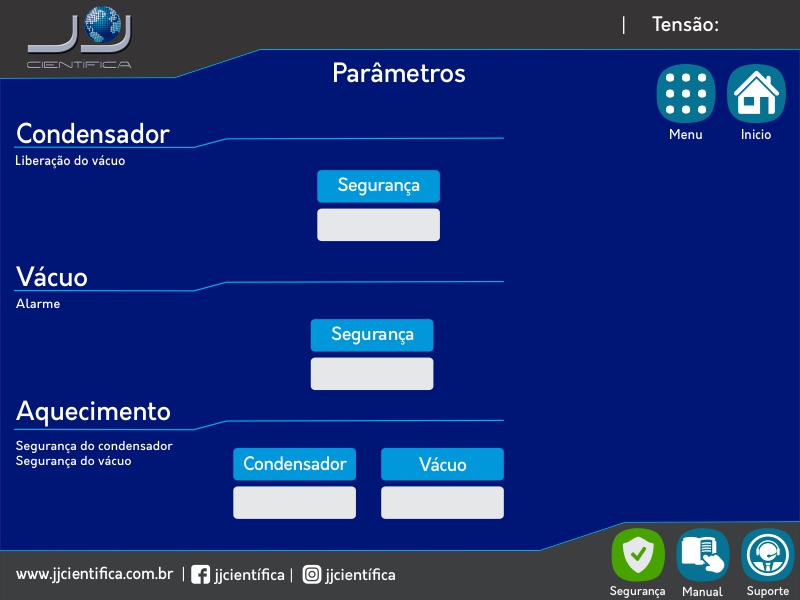 JJ
CIENTIFICA
| Tensão:
Parâmetros
Menu
Inicio
Condensador
Liberação do vácuo
Segurança
Vácuo
Alarme
Segurança
Aquecimento
Segurança do condensador
Segurança do vácuo
Condensador
Vácuo
www.jjcientífica.com.br | jjcientífica | jjcientífica
Segurança
Manual
Suporte